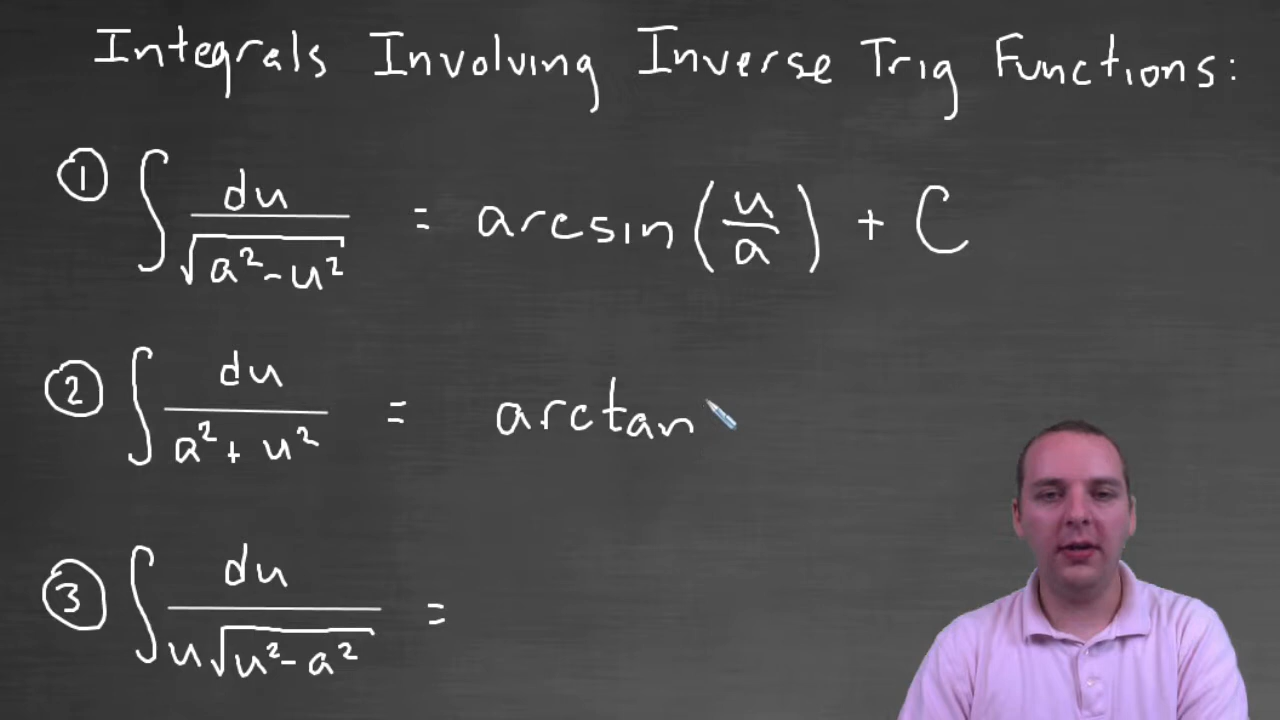 Integrals Involving Inverse Trig Functions:
① ∫ du / √(a² - u²) = arcsin(u/a) + C
② ∫ du / (a² + u²) = arctan
③ ∫ du / (u√(u² - a²)) =